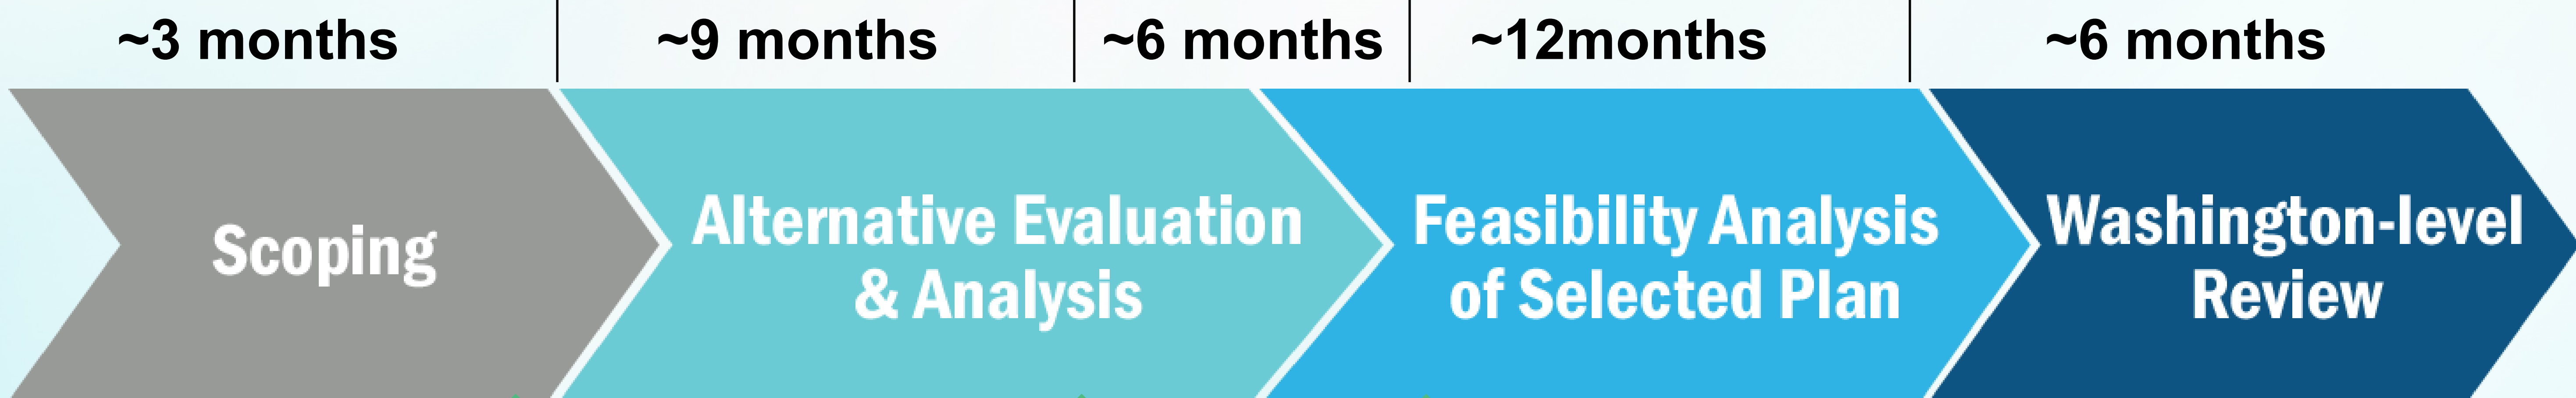 ~3 months
~9 months
~6 months
~12months
~6 months
Scoping
Alternative Evaluation
& Analysis
Feasibility Analysis
of Selected Plan
Washington-level
Review